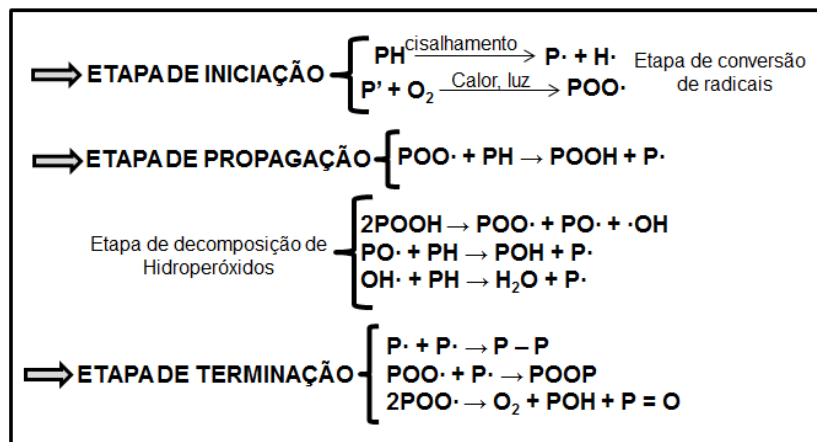 ETAPA DE INICIAÇÃO
PH cisalhamento → P· + H·
P' + O₂ Calor, luz → POO·
Etapa de conversão
de radicais
ETAPA DE PROPAGAÇÃO
POO· + PH → POOH + P·
Etapa de decomposição de
Hidroperóxidos
2POOH → POO· + PO· + ·OH
PO· + PH → POH + P·
OH· + PH → H₂O + P·
ETAPA DE TERMINAÇÃO
P· + P· → P – P
POO· + P· → POOP
2POO· → O₂ + POH + P = O